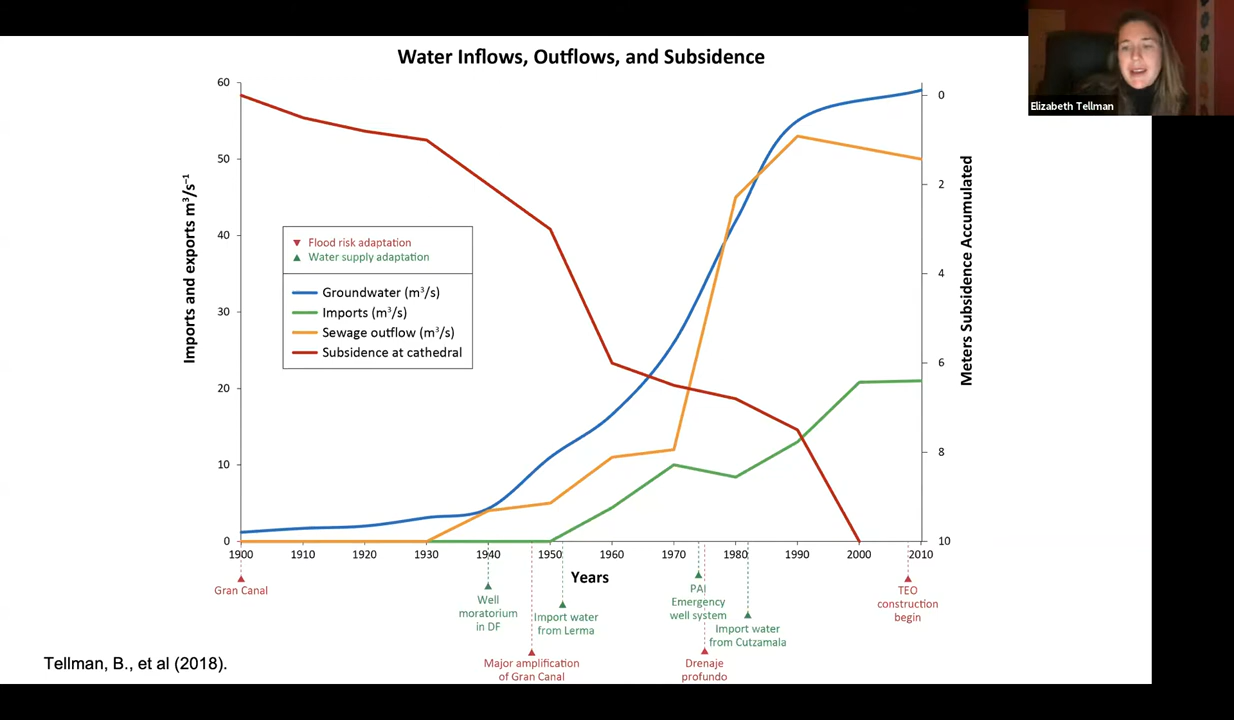 Water Inflows, Outflows, and Subsidence
Elizabeth Tellman
60
50
40
30
20
10
0
Imports and exports m³/s⁻¹
0
2
4
6
8
10
Meters Subsidence Accumulated
Flood risk adaptation
Water supply adaptation
Groundwater (m³/s)
Imports (m³/s)
Sewage outflow (m³/s)
Subsidence at cathedral
1900 1910 1920 1930 1940 1950 1960 1970 1980 1990 2000 2010
Years
Gran Canal
Well
moratorium
in DF
Major amplification
of Gran Canal
Import water
from Lerma
PAI
Emergency
well system
Drenaje
profundo
Import water
from Cutzamala
TEO
construction
begin
Tellman, B., et al (2018).